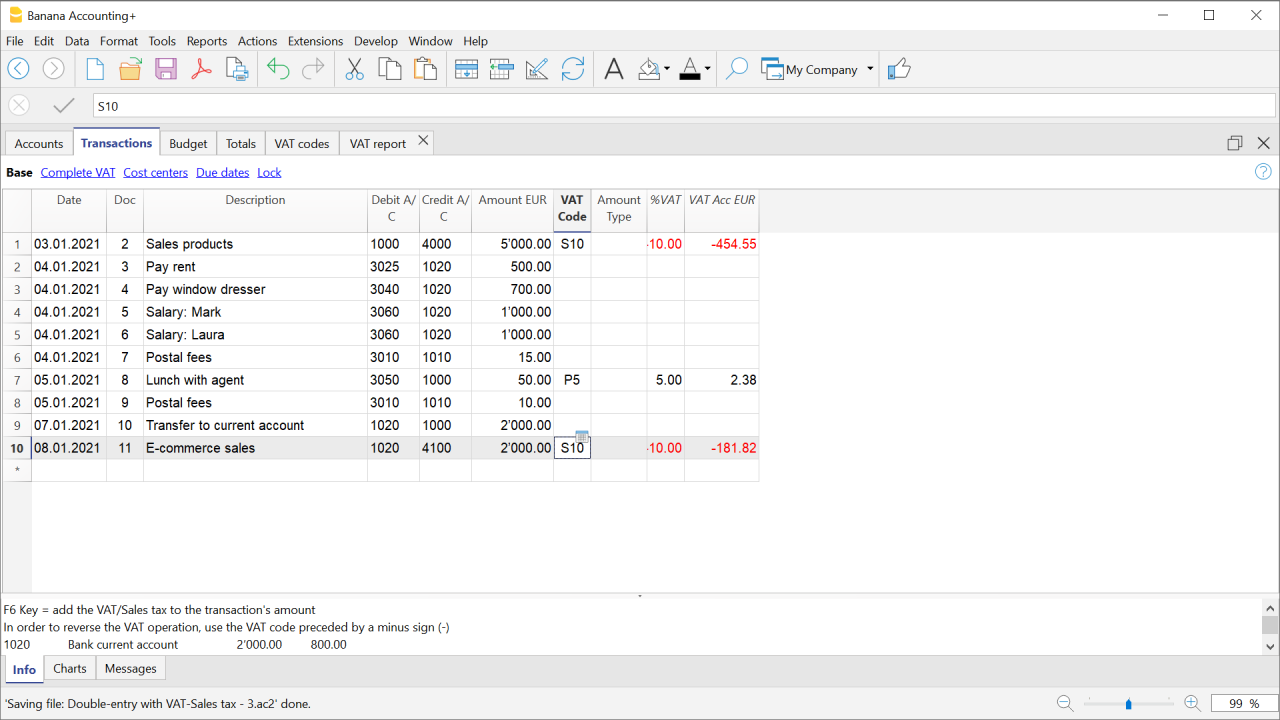 Banana Accounting+
File Edit Data Format Tools Reports Actions Extensions Develop Window Help
My Company
S10
Accounts Transactions Budget Totals VAT codes VAT report
Base Complete VAT Cost centers Due dates Lock
Date Doc Description Debit A/C Credit A/C Amount EUR VAT Code Amount Type %VAT VAT Acc EUR
1 03.01.2021 2 Sales products 1000 4000 5'000.00 S10 -10.00 -454.55
2 04.01.2021 3 Pay rent 3025 1020 500.00
3 04.01.2021 4 Pay window dresser 3040 1020 700.00
4 04.01.2021 5 Salary: Mark 3060 1020 1'000.00
5 04.01.2021 6 Salary: Laura 3060 1020 1'000.00
6 04.01.2021 7 Postal fees 3010 1010 15.00
7 05.01.2021 8 Lunch with agent 3050 1000 50.00 P5 5.00 2.38
8 05.01.2021 9 Postal fees 3010 1010 10.00
9 07.01.2021 10 Transfer to current account 1020 1000 2'000.00
10 08.01.2021 11 E-commerce sales 1020 4100 2'000.00 S10 -10.00 -181.82
*
F6 Key = add the VAT/Sales tax to the transaction's amount
In order to reverse the VAT operation, use the VAT code preceded by a minus sign (-)
1020 Bank current account 2'000.00 800.00
Info Charts Messages
'Saving file: Double-entry with VAT-Sales tax - 3.ac2' done.
99 %